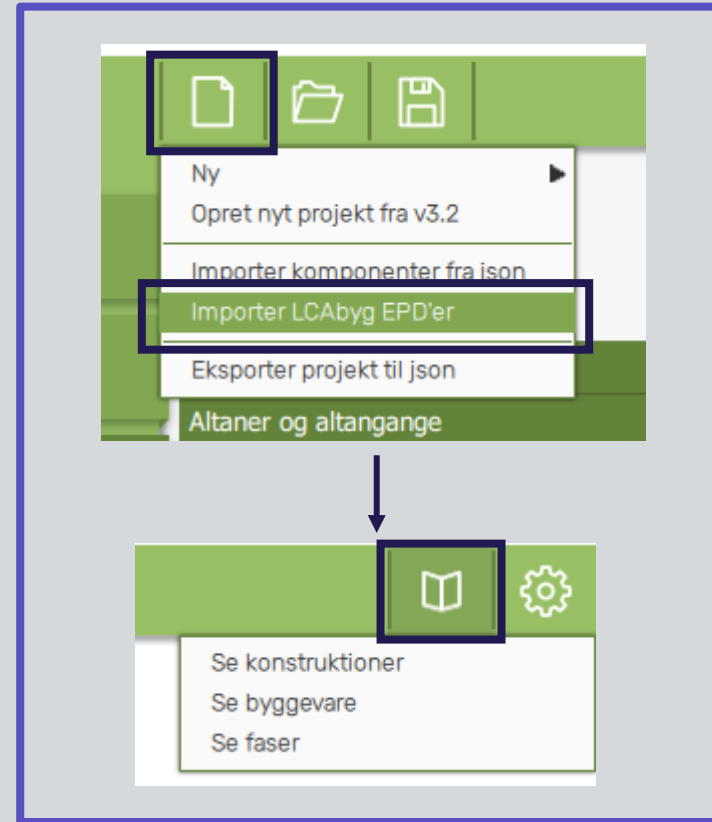 Ny
Opret nyt projekt fra v3.2
Importer komponenter fra json
Importer LCAbyg EPD'er
Eksporter projekt til json
Altaner og altangange
Se konstruktioner
Se byggevare
Se faser